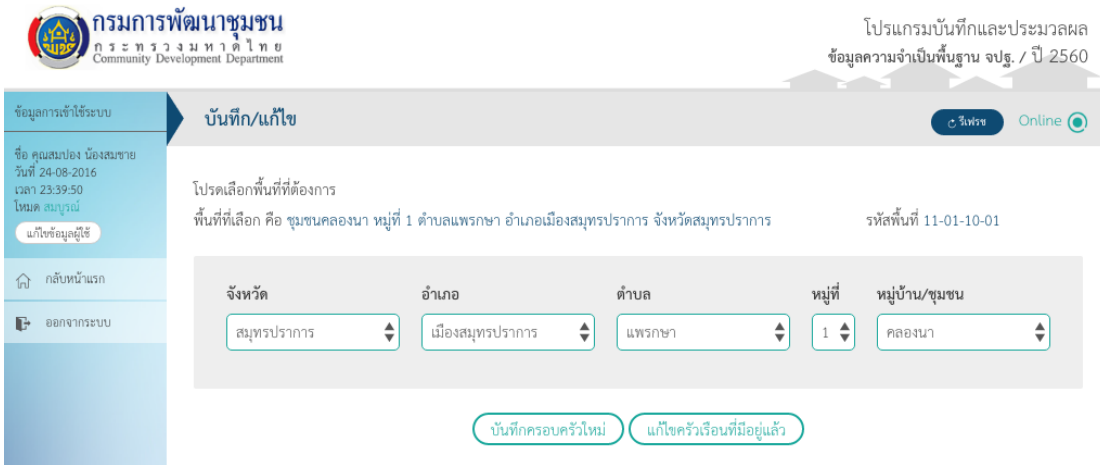 กรมการพัฒนาชุมชน
กระทรวงมหาดไทย
Community Development Department
โปรแกรมบันทึกและประมวลผล
ข้อมูลความจำเป็นพื้นฐาน จปฐ. / ปี 2560
ข้อมูลการเข้าใช้ระบบ
บันทึก/แก้ไข
รีเฟรช
Online
ชื่อ คุณสมปอง น้องสมชาย
วันที่ 24-08-2016
เวลา 23:39:50
โหมด สมบูรณ์
แก้ไขข้อมูลผู้ใช้
กลับหน้าแรก
ออกจากระบบ
โปรดเลือกพื้นที่ที่ต้องการ
พื้นที่ที่เลือก คือ ชุมชนคลองนา หมู่ที่ 1 ตำบลแพรกษา อำเภอเมืองสมุทรปราการ จังหวัดสมุทรปราการ รหัสพื้นที่ 11-01-10-01
จังหวัด อำเภอ ตำบล หมู่ที่ หมู่บ้าน/ชุมชน
สมุทรปราการ เมืองสมุทรปราการ แพรกษา 1 คลองนา
บันทึกครอบครัวใหม่ แก้ไขครัวเรือนที่มีอยู่แล้ว